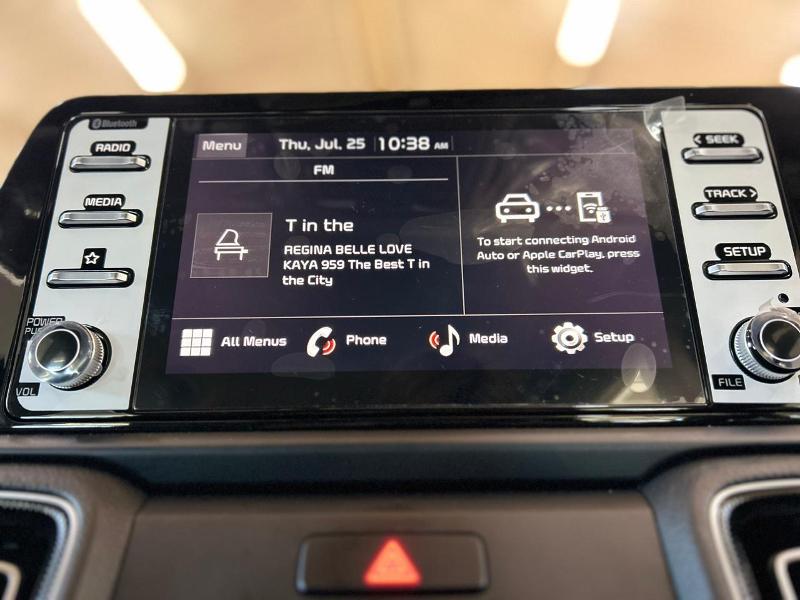 Bluetooth
RADIO
MEDIA
POWER
PUSH
VOL
Menu
Thu, Jul, 25
10:38 AM
FM
T in the
REGINA BELLE LOVE
KAYA 959 The Best T in
the City
To start connecting Android
Auto or Apple CarPlay, press
this widget.
All Menus
Phone
Media
Setup
< SEEK
TRACK >
SETUP
FILE